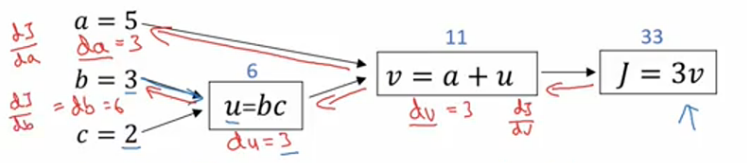 dJ/da
a = 5
da = 3
11
33
b = 3
6
v = a + u
J = 3v
dJ/db = db = 6
u=bc
dv = 3
dJ/dv
c = 2
du = 3